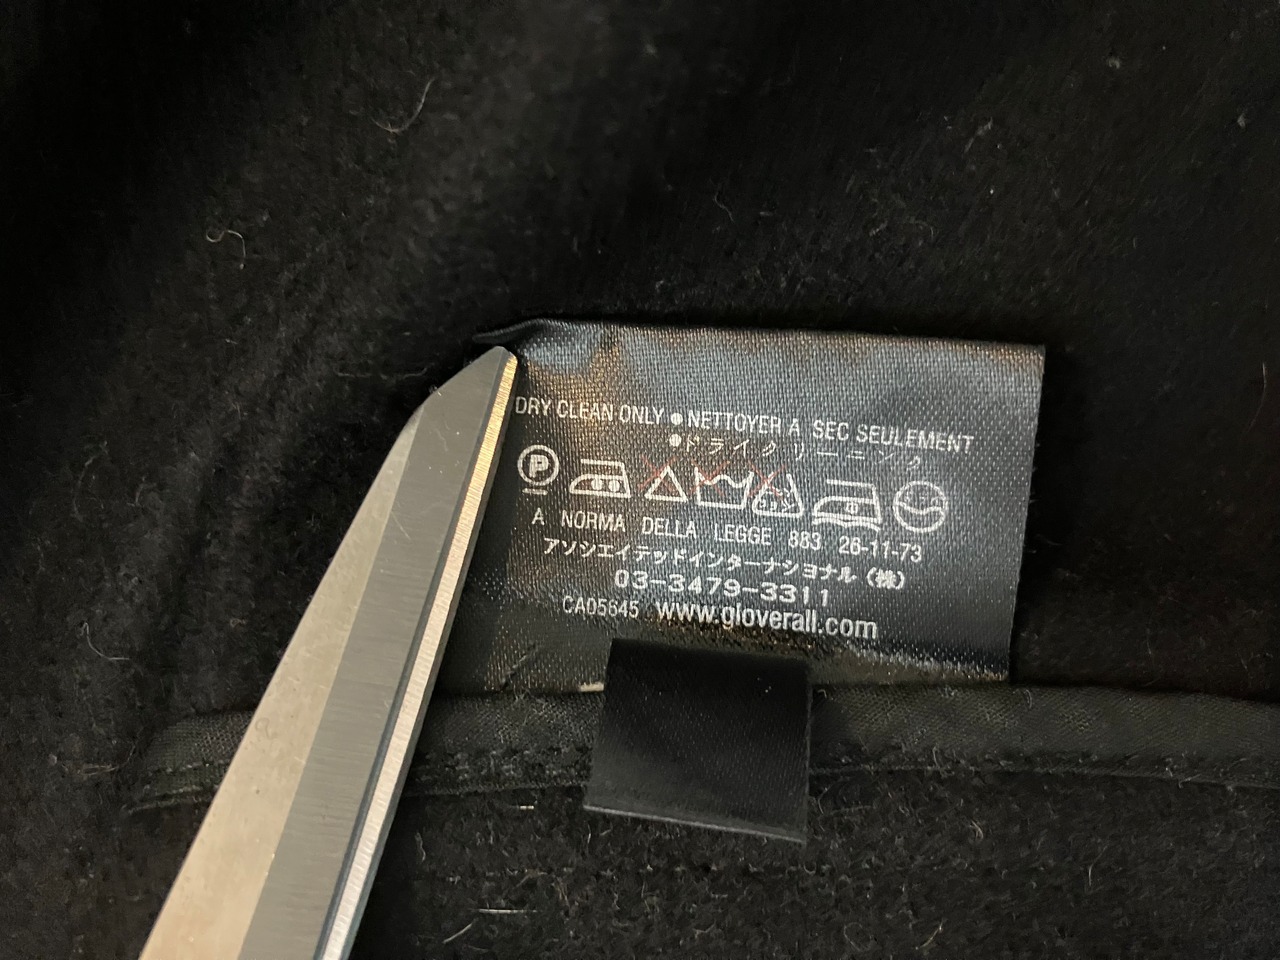 DRY CLEAN ONLY ● NETTOYER A SEC SEULEMENT
● ドライクリーニング
P
A NORMA DELLA LEGGE 883 26-11-73
アソシエイテッドインターナショナル（株）
03-3479-3311
CA05645 www.gloverall.com